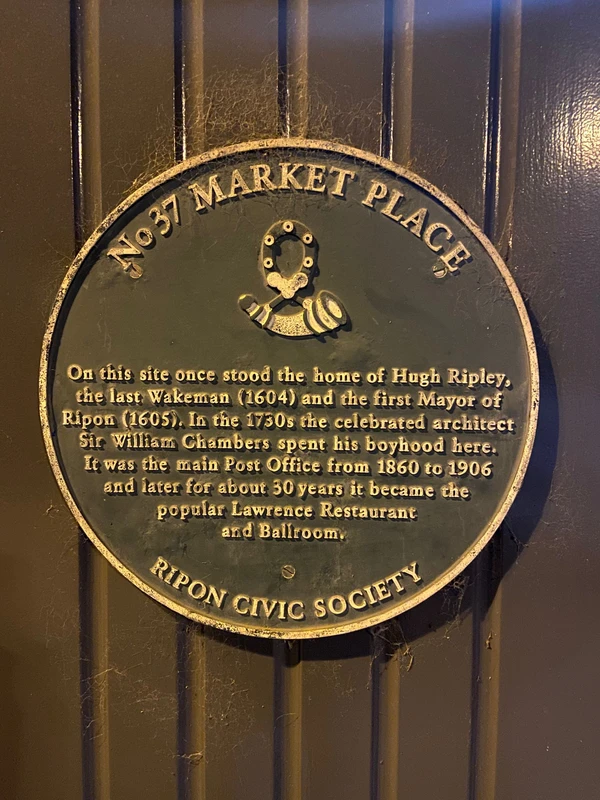 No 37 MARKET PLACE
On this site once stood the home of Hugh Ripley,
the last Wakeman (1604) and the first Mayor of
Ripon (1605). In the 1730s the celebrated architect
Sir William Chambers spent his boyhood here.
It was the main Post Office from 1860 to 1906
and later for about 30 years it became the
popular Lawrence Restaurant
and Ballroom.
RIPON CIVIC SOCIETY